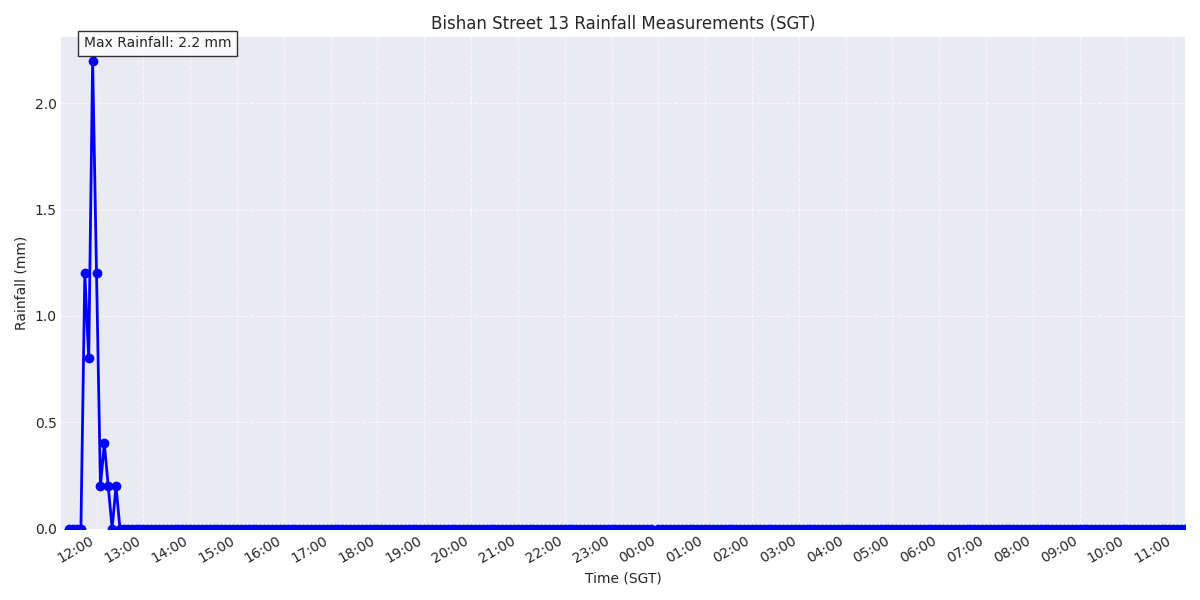 Bishan Street 13 Rainfall Measurements (SGT)
Max Rainfall: 2.2 mm
2.0
1.5
1.0
0.5
0.0
Rainfall (mm)
12:00 13:00 14:00 15:00 16:00 17:00 18:00 19:00 20:00 21:00 22:00 23:00 00:00 01:00 02:00 03:00 04:00 05:00 06:00 07:00 08:00 09:00 10:00 11:00
Time (SGT)